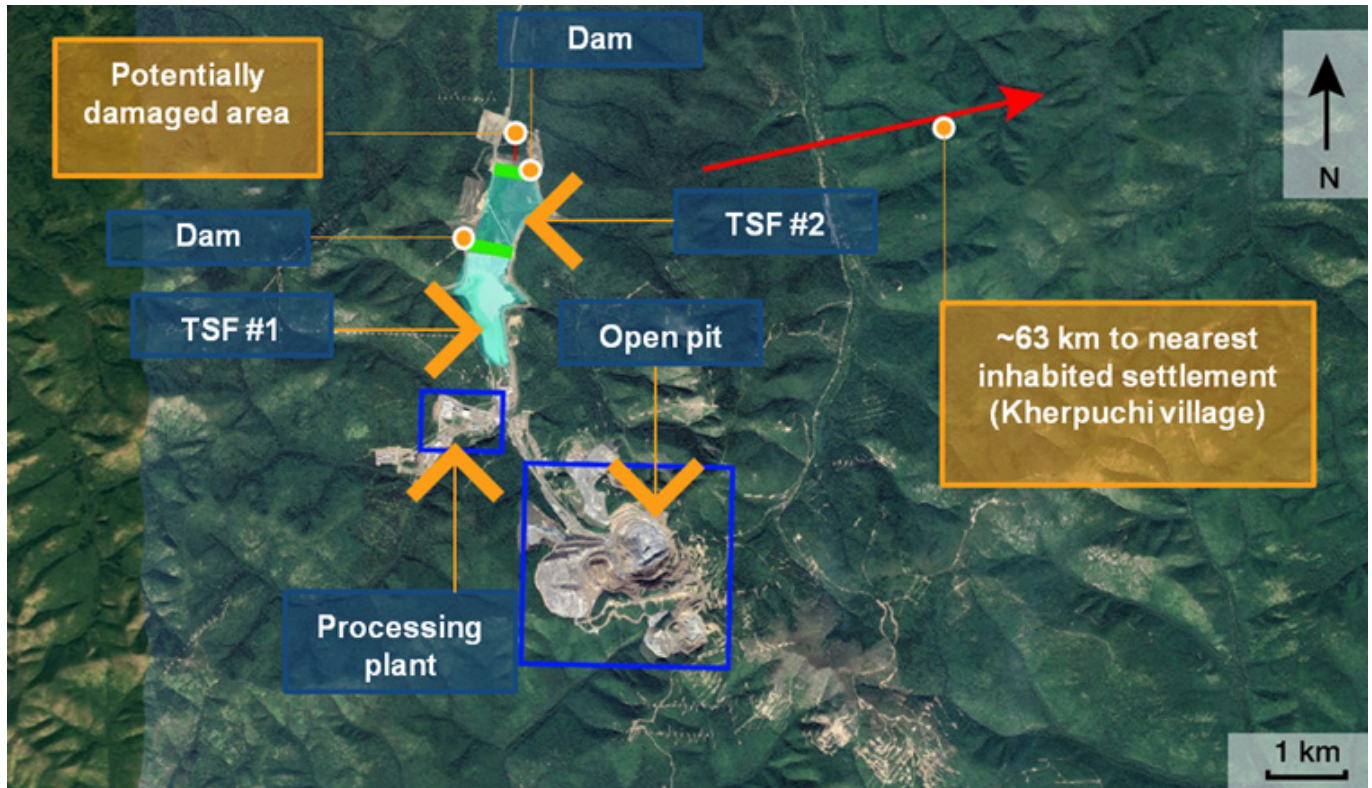 Dam
Potentially
damaged area
N
TSF #2
Dam
TSF #1
Open pit
~63 km to nearest
inhabited settlement
(Kherpuchi village)
Processing
plant
1 km